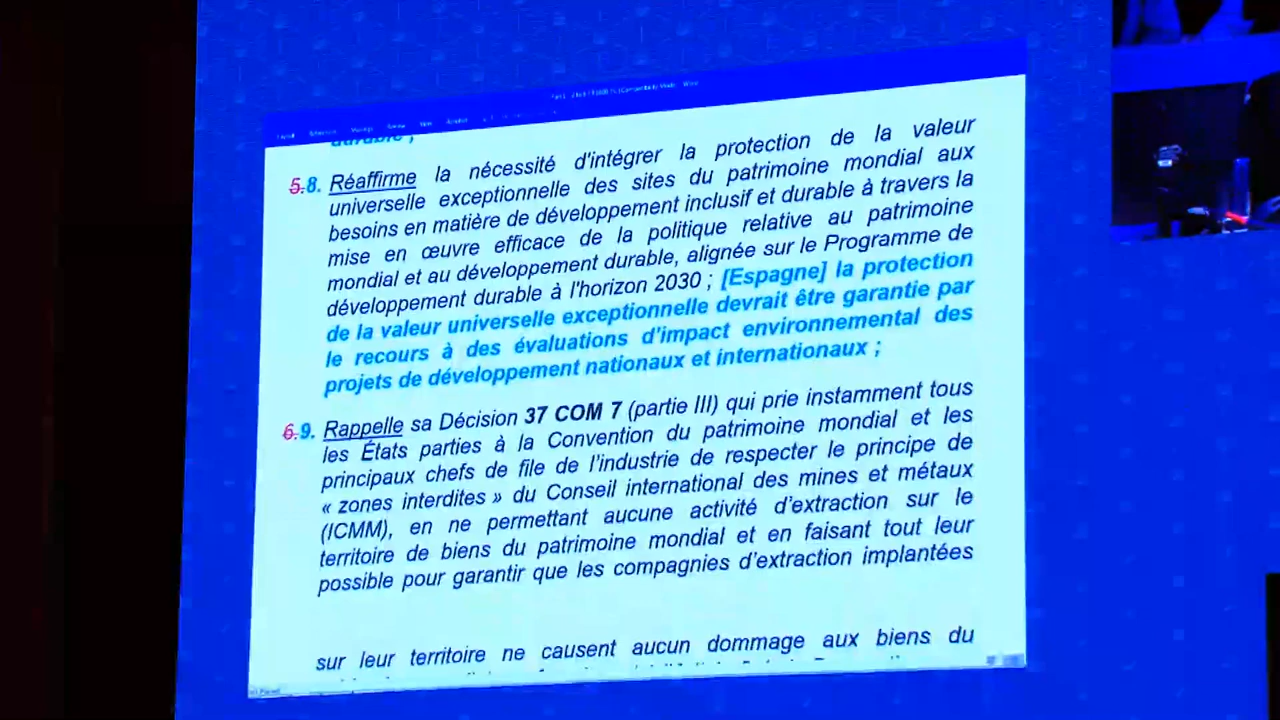 durable ;
5.8. Réaffirme la nécessité d'intégrer la protection de la valeur
universelle exceptionnelle des sites du patrimoine mondial aux
besoins en matière de développement inclusif et durable à travers la
mise en œuvre efficace de la politique relative au patrimoine
mondial et au développement durable, alignée sur le Programme de
développement durable à l'horizon 2030 ; [Espagne] la protection
de la valeur universelle exceptionnelle devrait être garantie par
le recours à des évaluations d'impact environnemental des
projets de développement nationaux et internationaux ;
6.9. Rappelle sa Décision 37 COM 7 (partie III) qui prie instamment tous
les États parties à la Convention du patrimoine mondial et les
principaux chefs de file de l'industrie de respecter le principe de
« zones interdites » du Conseil international des mines et métaux
(ICMM), en ne permettant aucune activité d'extraction sur le
territoire de biens du patrimoine mondial et en faisant tout leur
possible pour garantir que les compagnies d'extraction implantées
sur leur territoire ne causent aucun dommage aux biens du